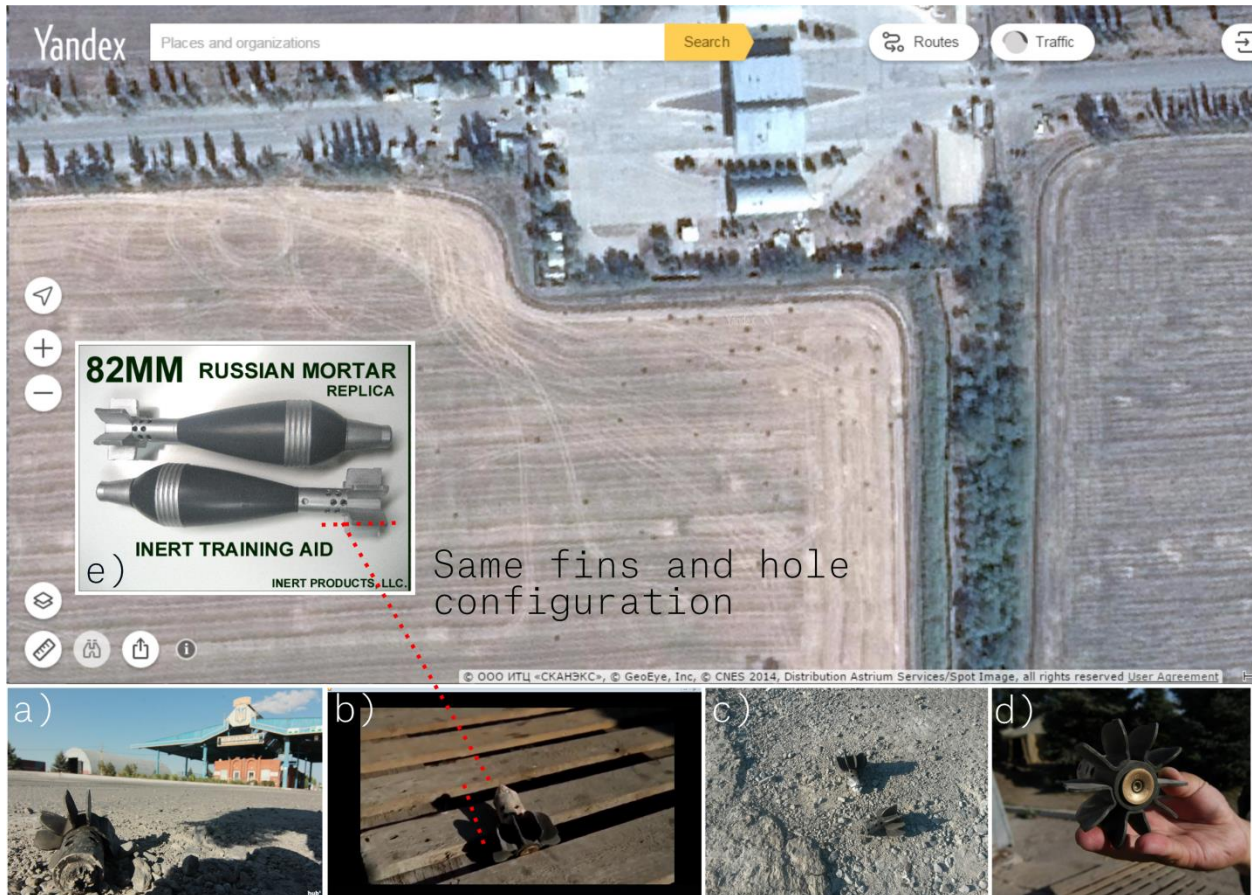 Yandex
Places and organizations
Search
Routes
Traffic
82MM RUSSIAN MORTAR
REPLICA
INERT TRAINING AID
e)
INERT PRODUCTS, LLC.
Same fins and hole
configuration
© ООО ИТЦ «СКАНЭКС», © GeoEye, Inc, © CNES 2014, Distribution Astrium Services/Spot Image, all rights reserved User Agreement
a)
b)
c)
d)